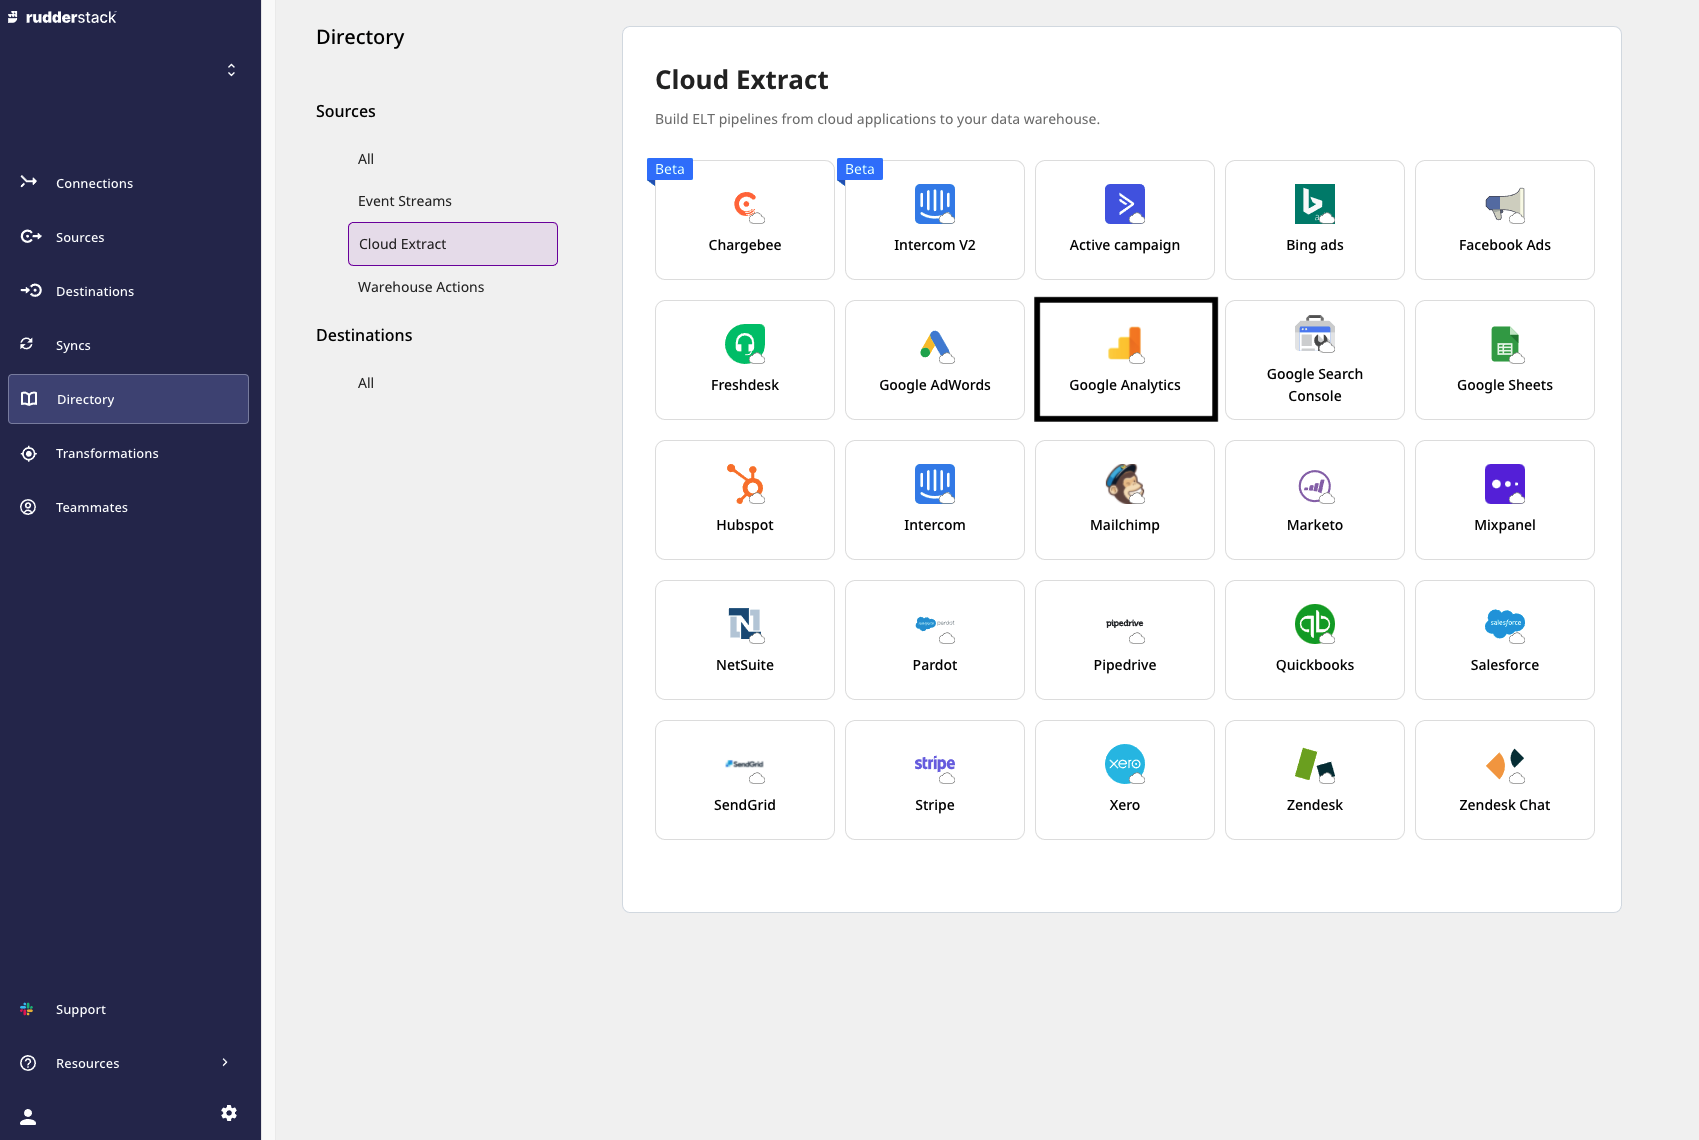 rudderstack
Connections
Sources
Destinations
Syncs
Directory
Transformations
Teammates
Support
Resources
Directory
Sources
All
Event Streams
Cloud Extract
Warehouse Actions
Destinations
All
Cloud Extract
Build ELT pipelines from cloud applications to your data warehouse.
Beta
Chargebee
Beta
Intercom V2
Active campaign
Bing ads
Facebook Ads
Freshdesk
Google AdWords
Google Analytics
Google Search
Console
Google Sheets
Hubspot
Intercom
Mailchimp
Marketo
Mixpanel
NetSuite
pardot
Pardot
pipedrive
Pipedrive
qb
Quickbooks
salesforce
Salesforce
SendGrid
SendGrid
stripe
Stripe
xero
Xero
Zendesk
Zendesk Chat